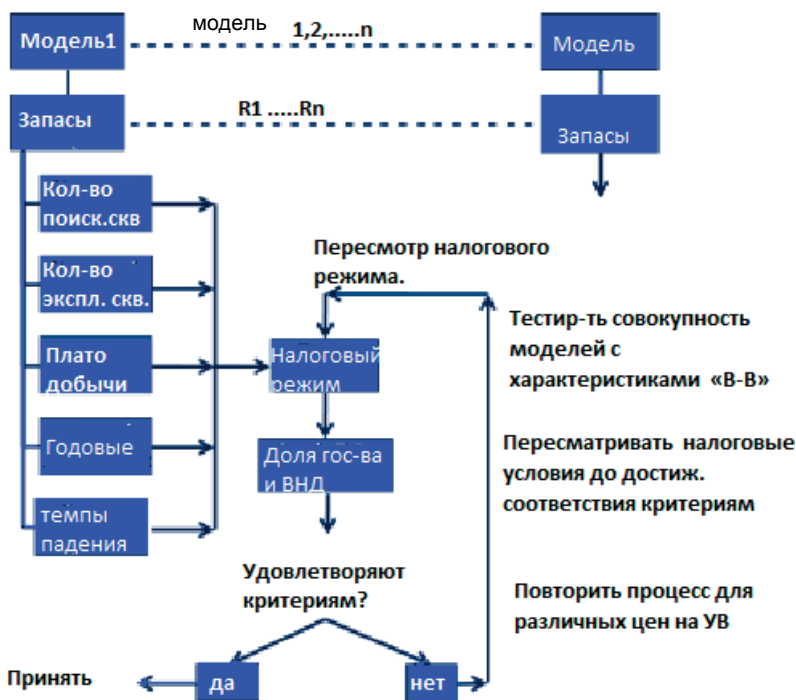 модель 1,2,.....n
Модель1
Модель
R1 .....Rn
Запасы
Запасы
Кол-во
поиск.скв
Кол-во
экспл. скв.
Плато
добычи
Годовые
темпы
падения
Пересмотр налогового
режима.
Налоговый
режим
Доля гос-ва
и ВНД
Удовлетворяют
критериям?
да
нет
Принять
Тестир-ть совокупность
моделей с
характеристиками «В-В»
Пересматривать налоговые
условия до достиж.
соответствия критериям
Повторить процесс для
различных цен на УВ